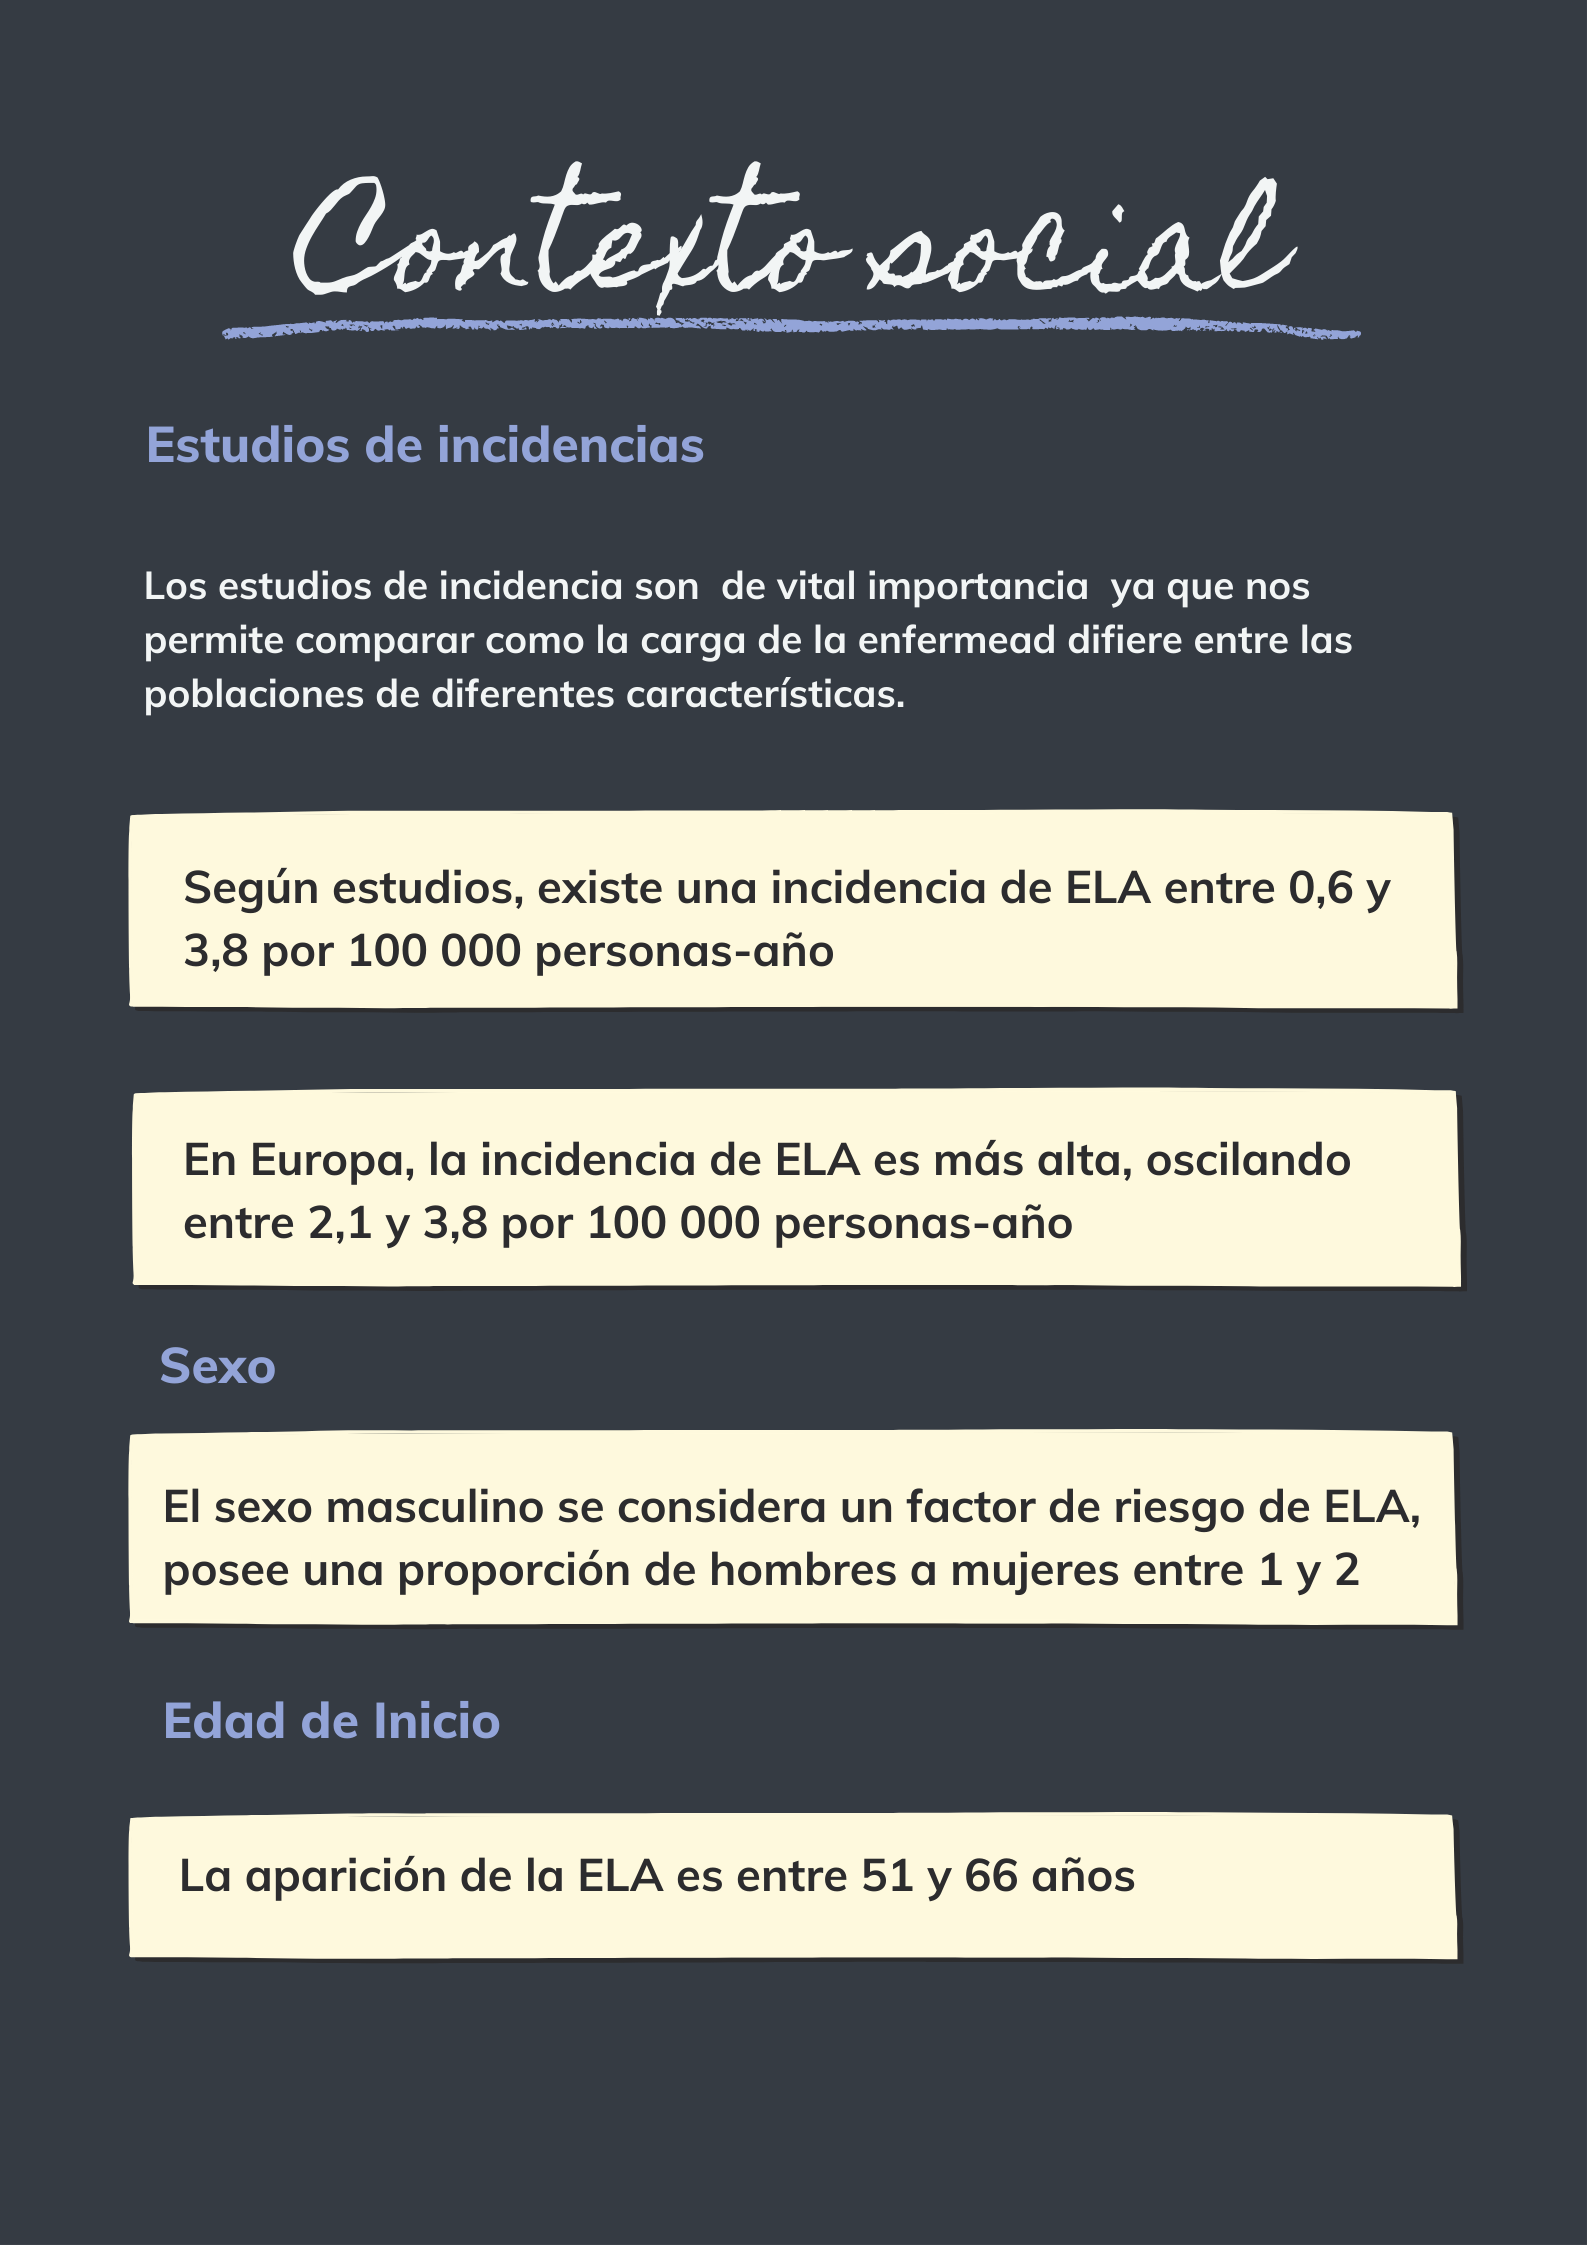 Contexto social
Estudios de incidencias
Los estudios de incidencia son  de vital importancia  ya que nos
permite comparar como la carga de la enfermead difiere entre las
poblaciones de diferentes características.
Según estudios, existe una incidencia de ELA entre 0,6 y
3,8 por 100 000 personas-año
En Europa, la incidencia de ELA es más alta, oscilando
entre 2,1 y 3,8 por 100 000 personas-año
Sexo
El sexo masculino se considera un factor de riesgo de ELA,
posee una proporción de hombres a mujeres entre 1 y 2
Edad de Inicio
La aparición de la ELA es entre 51 y 66 años